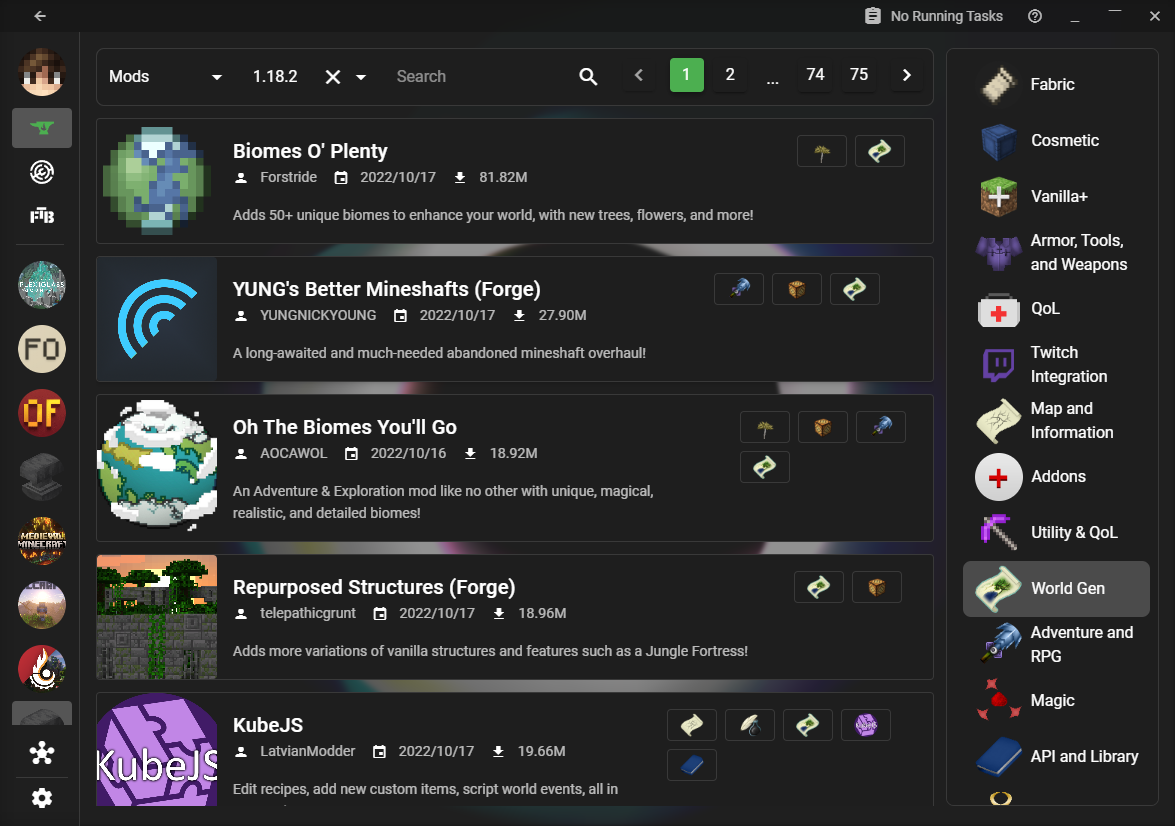 No Running Tasks
Mods
1.18.2
Search
1
2
...
74
75
Biomes O' Plenty
Forstride 2022/10/17 81.82M
Adds 50+ unique biomes to enhance your world, with new trees, flowers, and more!
YUNG's Better Mineshafts (Forge)
YUNGNICKYOUNG 2022/10/17 27.90M
A long-awaited and much-needed abandoned mineshaft overhaul!
Oh The Biomes You'll Go
AOCAWOL 2022/10/16 18.92M
An Adventure & Exploration mod like no other with unique, magical,
realistic, and detailed biomes!
Repurposed Structures (Forge)
telepathicgrunt 2022/10/17 18.96M
Adds more variations of vanilla structures and features such as a Jungle Fortress!
KubeJS
KubeJS
LatvianModder 2022/10/17 19.66M
Edit recipes, add new custom items, script world events, all in
Fabric
Cosmetic
Vanilla+
Armor, Tools,
and Weapons
QoL
Twitch
Integration
Map and
Information
Addons
Utility & QoL
World Gen
Adventure and
RPG
Magic
API and Library
FTB
FO
OF
MEDIEVAL
MINECRAFT